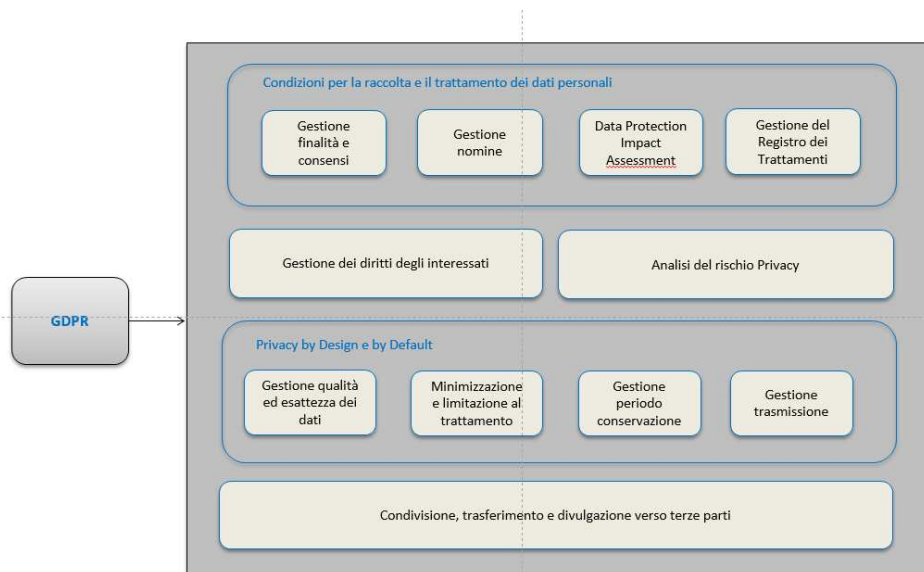 Condizioni per la raccolta e il trattamento dei dati personali
Gestione
finalità e
consensi
Gestione
nomine
Data Protection
Impact
Assessment
Gestione del
Registro dei
Trattamenti
Gestione dei diritti degli interessati
Analisi del rischio Privacy
GDPR
Privacy by Design e by Default
Gestione qualità
ed esattezza dei
dati
Minimizzazione
e limitazione al
trattamento
Gestione
periodo
conservazione
Gestione
trasmissione
Condivisione, trasferimento e divulgazione verso terze parti